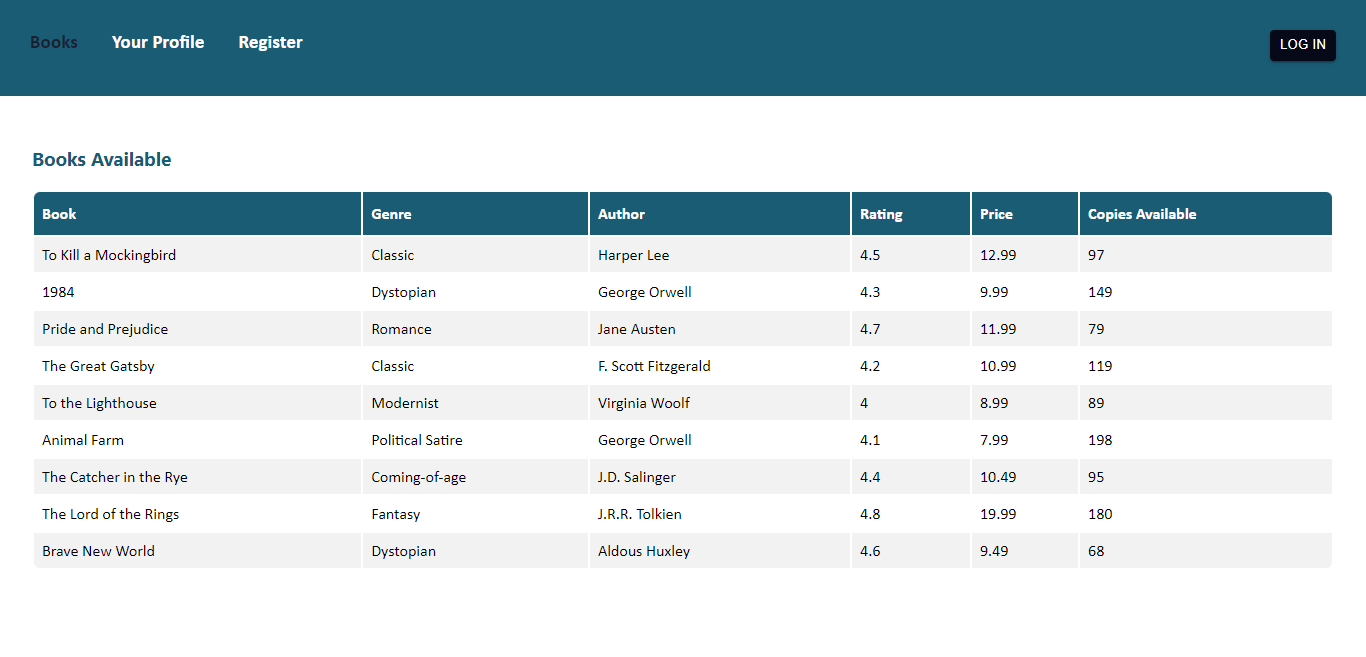 Books Your Profile Register LOG IN
Books Available
Book Genre Author Rating Price Copies Available
To Kill a Mockingbird Classic Harper Lee 4.5 12.99 97
1984 Dystopian George Orwell 4.3 9.99 149
Pride and Prejudice Romance Jane Austen 4.7 11.99 79
The Great Gatsby Classic F. Scott Fitzgerald 4.2 10.99 119
To the Lighthouse Modernist Virginia Woolf 4 8.99 89
Animal Farm Political Satire George Orwell 4.1 7.99 198
The Catcher in the Rye Coming-of-age J.D. Salinger 4.4 10.49 95
The Lord of the Rings Fantasy J.R.R. Tolkien 4.8 19.99 180
Brave New World Dystopian Aldous Huxley 4.6 9.49 68